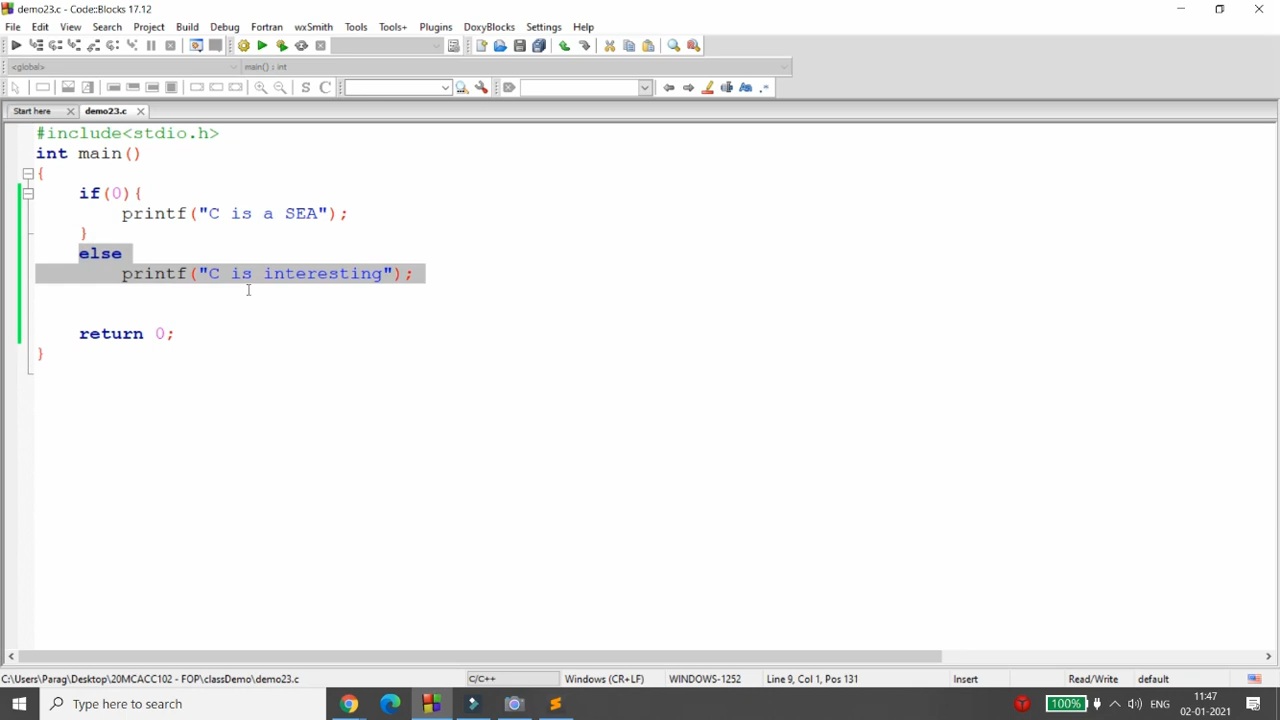 demo23.c - Code::Blocks 17.12
File Edit View Search Project Build Debug Fortran wxSmith Tools Tools+ Plugins DoxyBlocks Settings Help
<global> main() : int
S C
Start here demo23.c
#include<stdio.h>
int main()
{
if(0){
printf("C is a SEA");
}
else
printf("C is interesting");
return 0;
}
C:\Users\Parag\Desktop\20MCACC102 - FOP\classDemo\demo23.c C/C++ Windows (CR+LF) WINDOWS-1252 Line 9, Col 1, Pos 131 Insert Read/Write default
Type here to search 100% ENG 11:47
02-01-2021